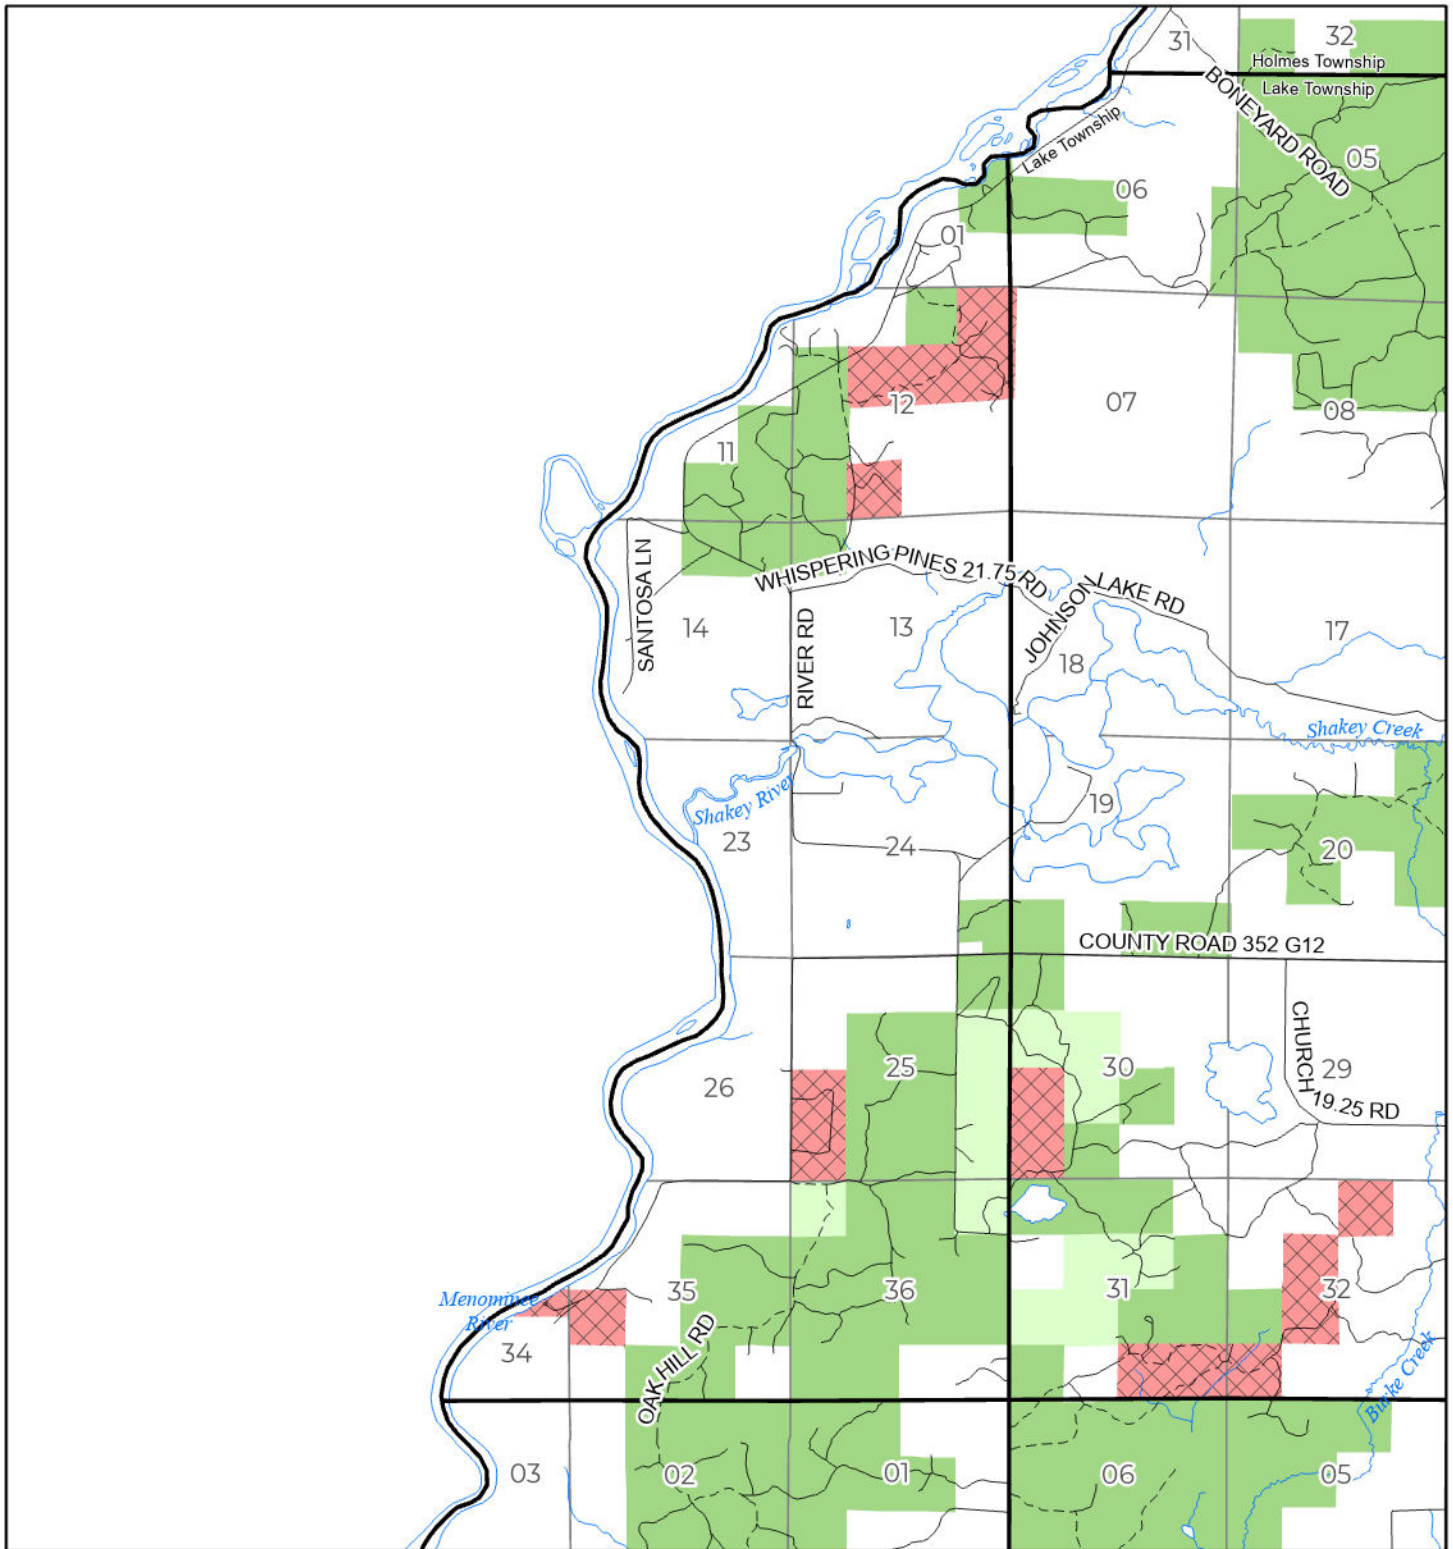 31
32
Holmes Township
Lake Township
BONEYARD ROAD
Lake Township
05
06
01
12
07
08
11
WHISPERING PINES 21.75 RD
JOHNSON LAKE RD
SANTOSA LN
14
RIVER RD
13
18
17
Shakey Creek
Shakey River
19
23
24
20
COUNTY ROAD 352 G12
CHURCH 19.25 RD
26
25
30
29
Menominee
River
35
36
31
32
34
OAK HILL RD
Burke Creek
03
02
01
06
05